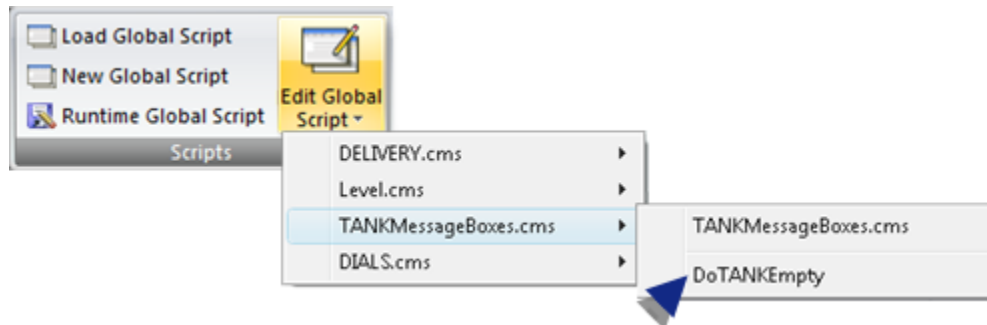 Load Global Script
New Global Script
Runtime Global Script
Edit Global
Script
Scripts
DELIVERY.cms
Level.cms
TANKMessageBoxes.cms
DIALS.cms
TANKMessageBoxes.cms
DoTANKEmpty